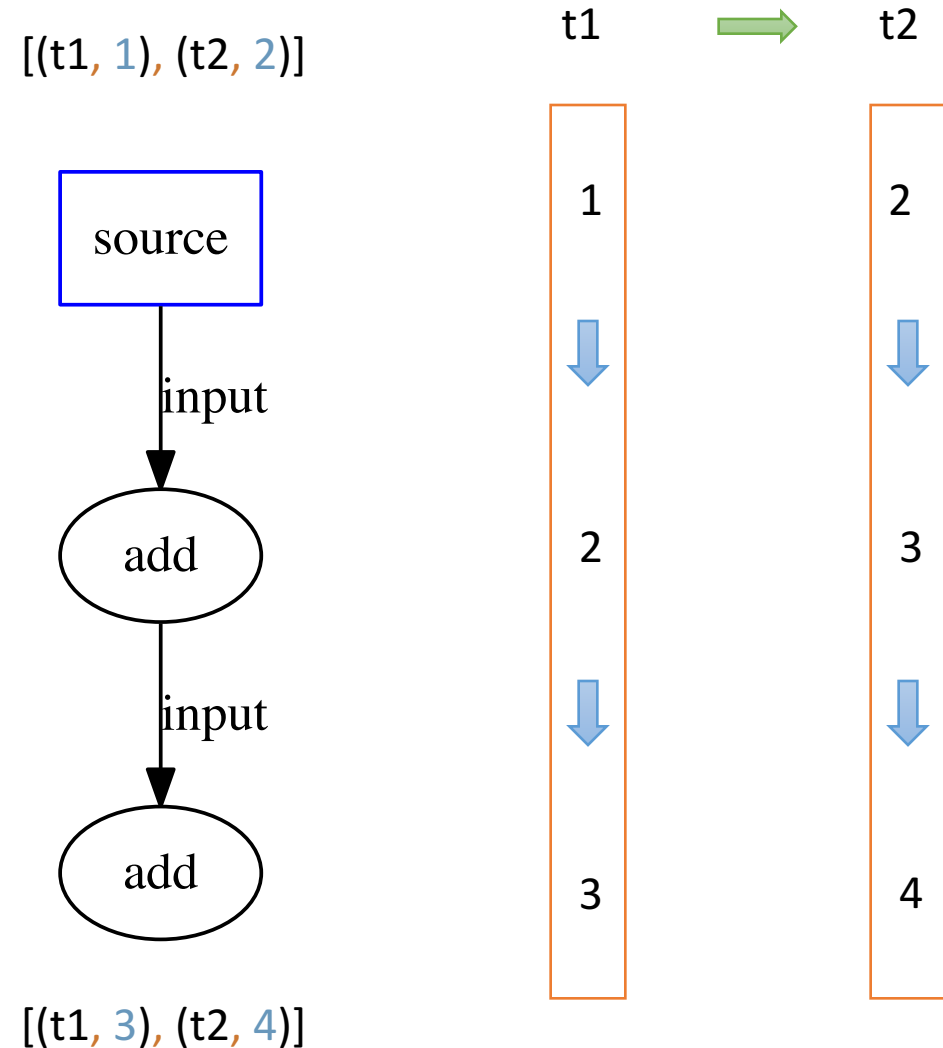 [(t1, 1), (t2, 2)]
t1 t2
source
1 2
input
add
2 3
input
add
3 4
[(t1, 3), (t2, 4)]